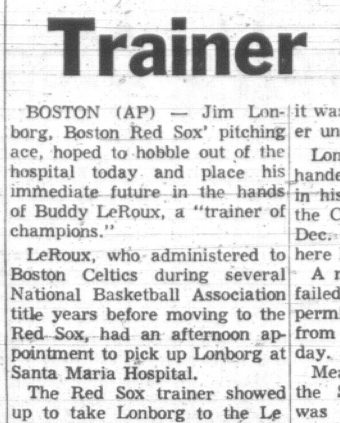 Trainer
BOSTON (AP) — Jim Lon-
borg, Boston Red Sox' pitching
ace, hoped to hobble out of the
hospital today and place his
immediate future in the hands
of Buddy LeRoux, a "trainer of
champions."
LeRoux, who administered to
Boston Celtics during several
National Basketball Association
title years before moving to the
Red Sox, had an afternoon ap-
pointment to pick up Lonborg at
Santa Maria Hospital.
The Red Sox trainer showed
up to take Lonborg to the Le
it was
er un
Lon
hande
in his
the C
Dec.
here
A r
failed
permi
from
day.
Mea
the S
was